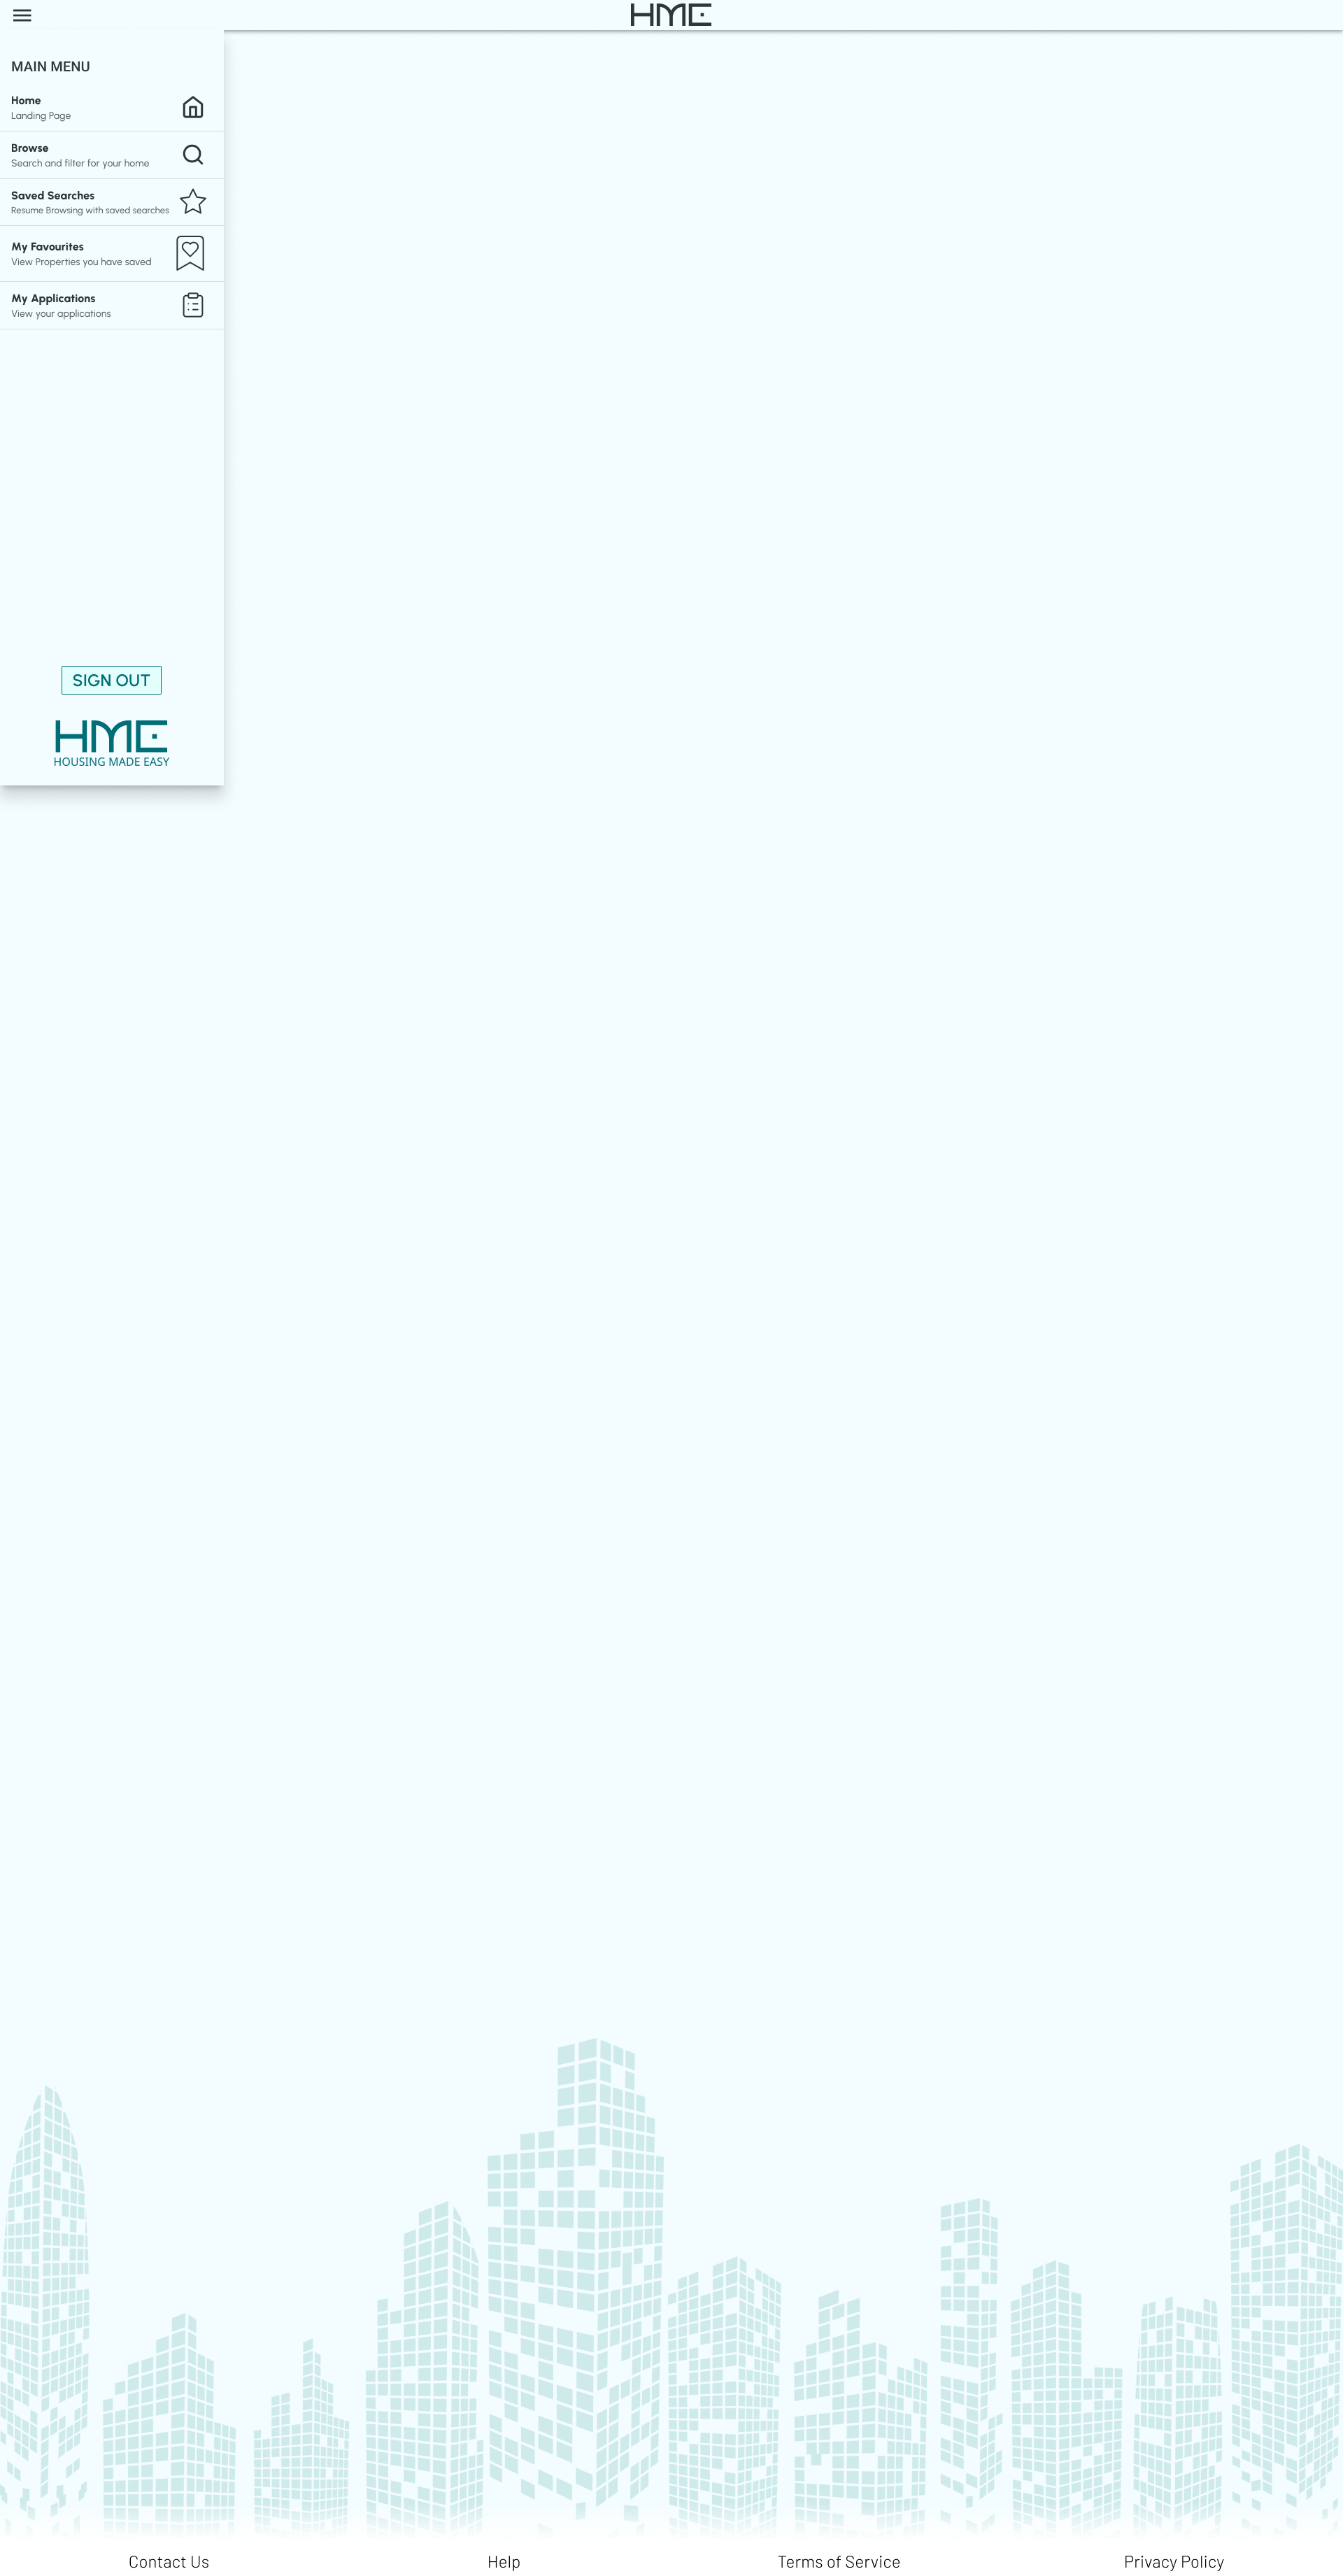 HME
MAIN MENU
Home
Landing Page
Browse
Search and filter for your home
Saved Searches
Resume Browsing with saved searches
My Favourites
View Properties you have saved
My Applications
View your applications
SIGN OUT
HME
HOUSING MADE EASY
Contact Us Help Terms of Service Privacy Policy